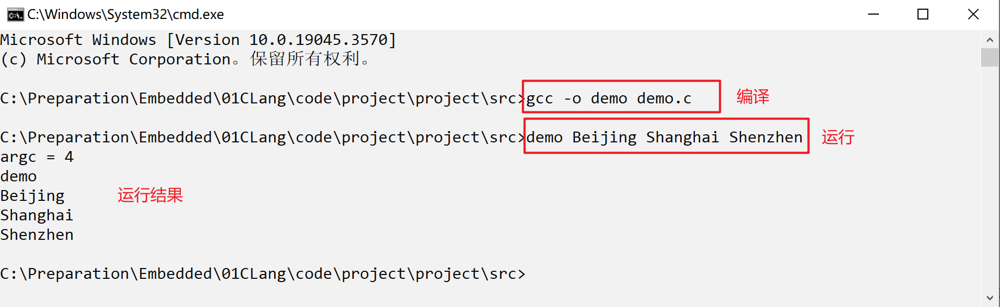 C:\Windows\System32\cmd.exe
Microsoft Windows [Version 10.0.19045.3570]
(c) Microsoft Corporation。保留所有权利。
C:\Preparation\Embedded\01CLang\code\project\project\src>gcc -o demo demo.c 编译
C:\Preparation\Embedded\01CLang\code\project\project\src>demo Beijing Shanghai Shenzhen 运行
argc = 4
demo
Beijing 运行结果
Shanghai
Shenzhen
C:\Preparation\Embedded\01CLang\code\project\project\src>